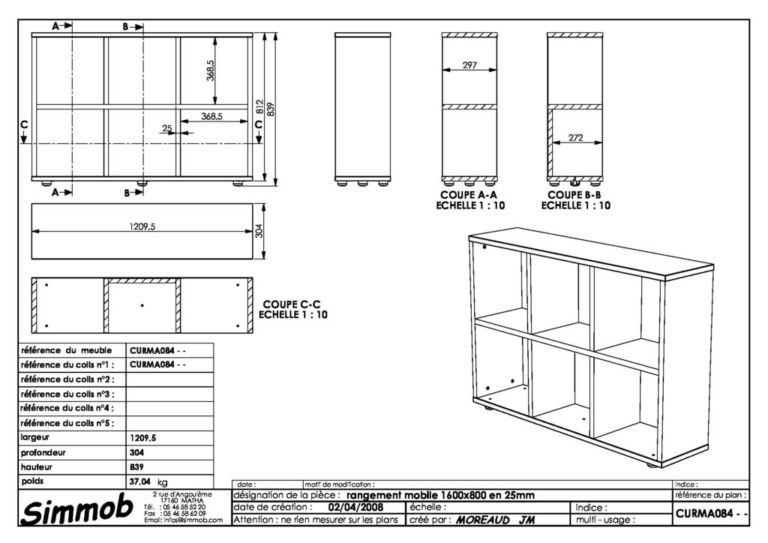 A B
368,5
812
839
368,5
25
C C
A B
297
COUPE A-A
ECHELLE 1 : 10
272
COUPE B-B
ECHELLE 1 : 10
1209,5
304
COUPE C-C
ECHELLE 1 : 10
référence du meuble CURMA084 - -
référence du colis n°1 : CURMA084 - -
référence du colis n°2 :
référence du colis n°3 :
référence du colis n°4 :
référence du colis n°5 :
largeur 1209,5
profondeur 304
hauteur 839
poids 37,04 kg
Simmob
2 rue d'Angoulème
17160 MATHA
Tél. : 05 46 58 52 20
Fax : 05 46 58 62 09
Email : infos@simmob.com
date : motif de modification : indice :
désignation de la pièce : rangement mobile 1600x800 en 25mm référence du plan :
date de création : 02/04/2008 échelle : indice : CURMA084 - -
Attention : ne rien mesurer sur les plans créé par : MOREAUD JM multi - usage :